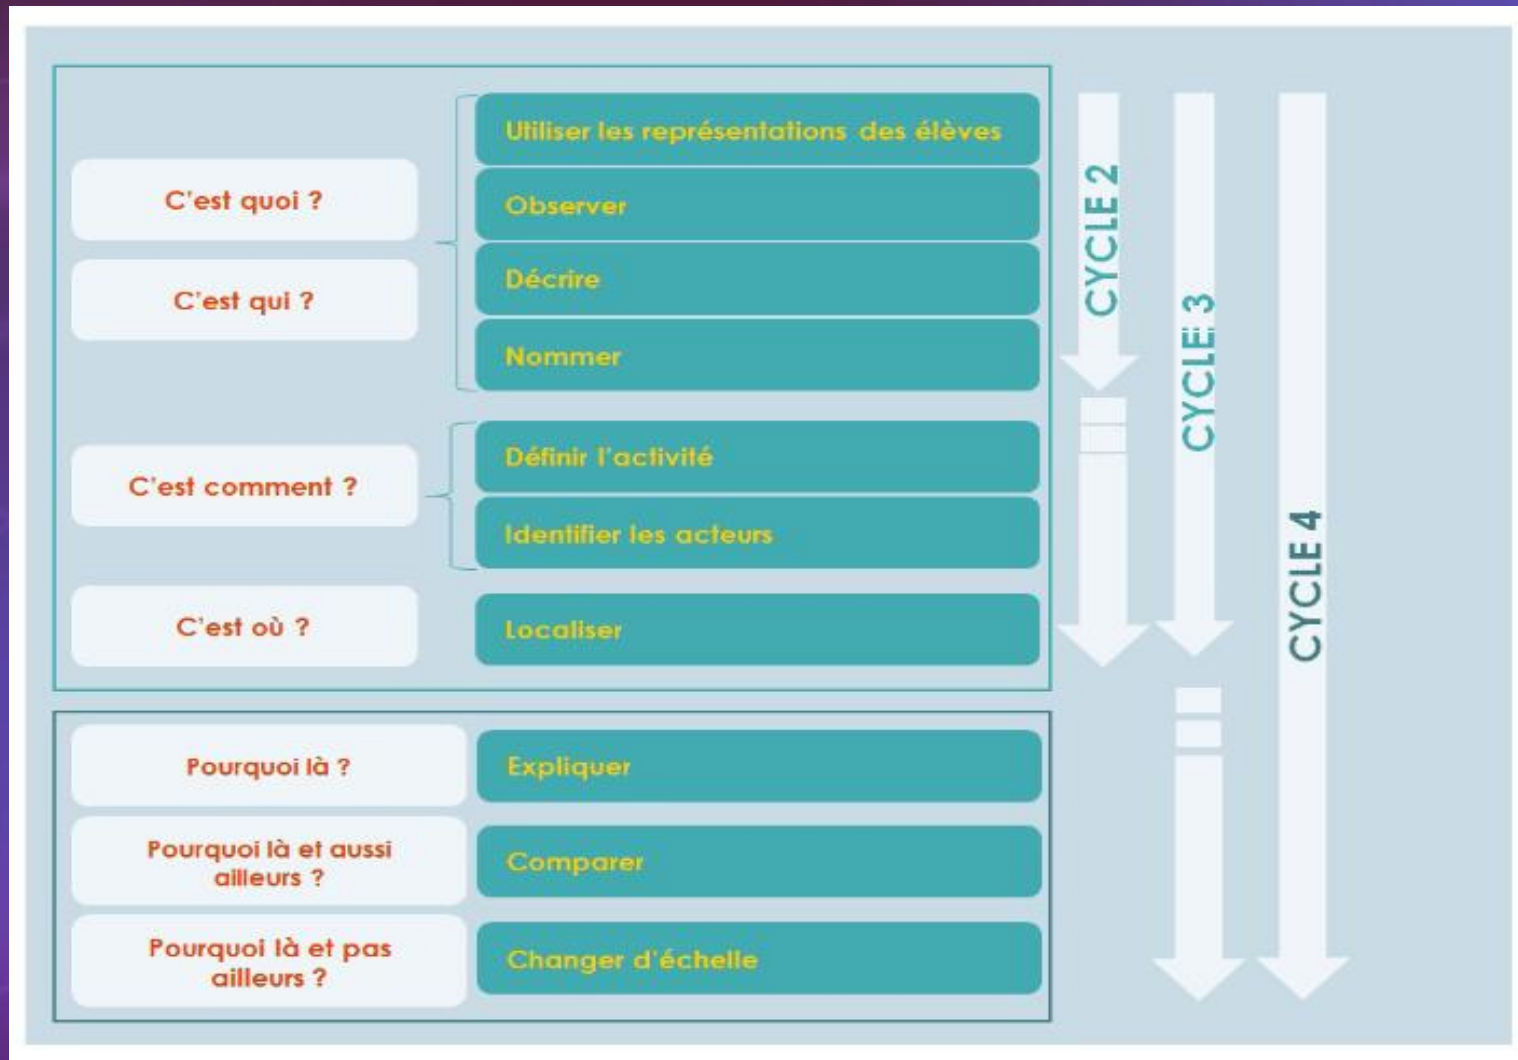 C'est quoi ?
C'est qui ?
Utiliser les représentations des élèves
Observer
Décrire
Nommer
C'est comment ?
Définir l'activité
Identifier les acteurs
C'est où ?
Localiser
Pourquoi là ?
Expliquer
Pourquoi là et aussi
ailleurs ?
Comparer
Pourquoi là et pas
ailleurs ?
Changer d'échelle
CYCLE 2
CYCLE 3
CYCLE 4